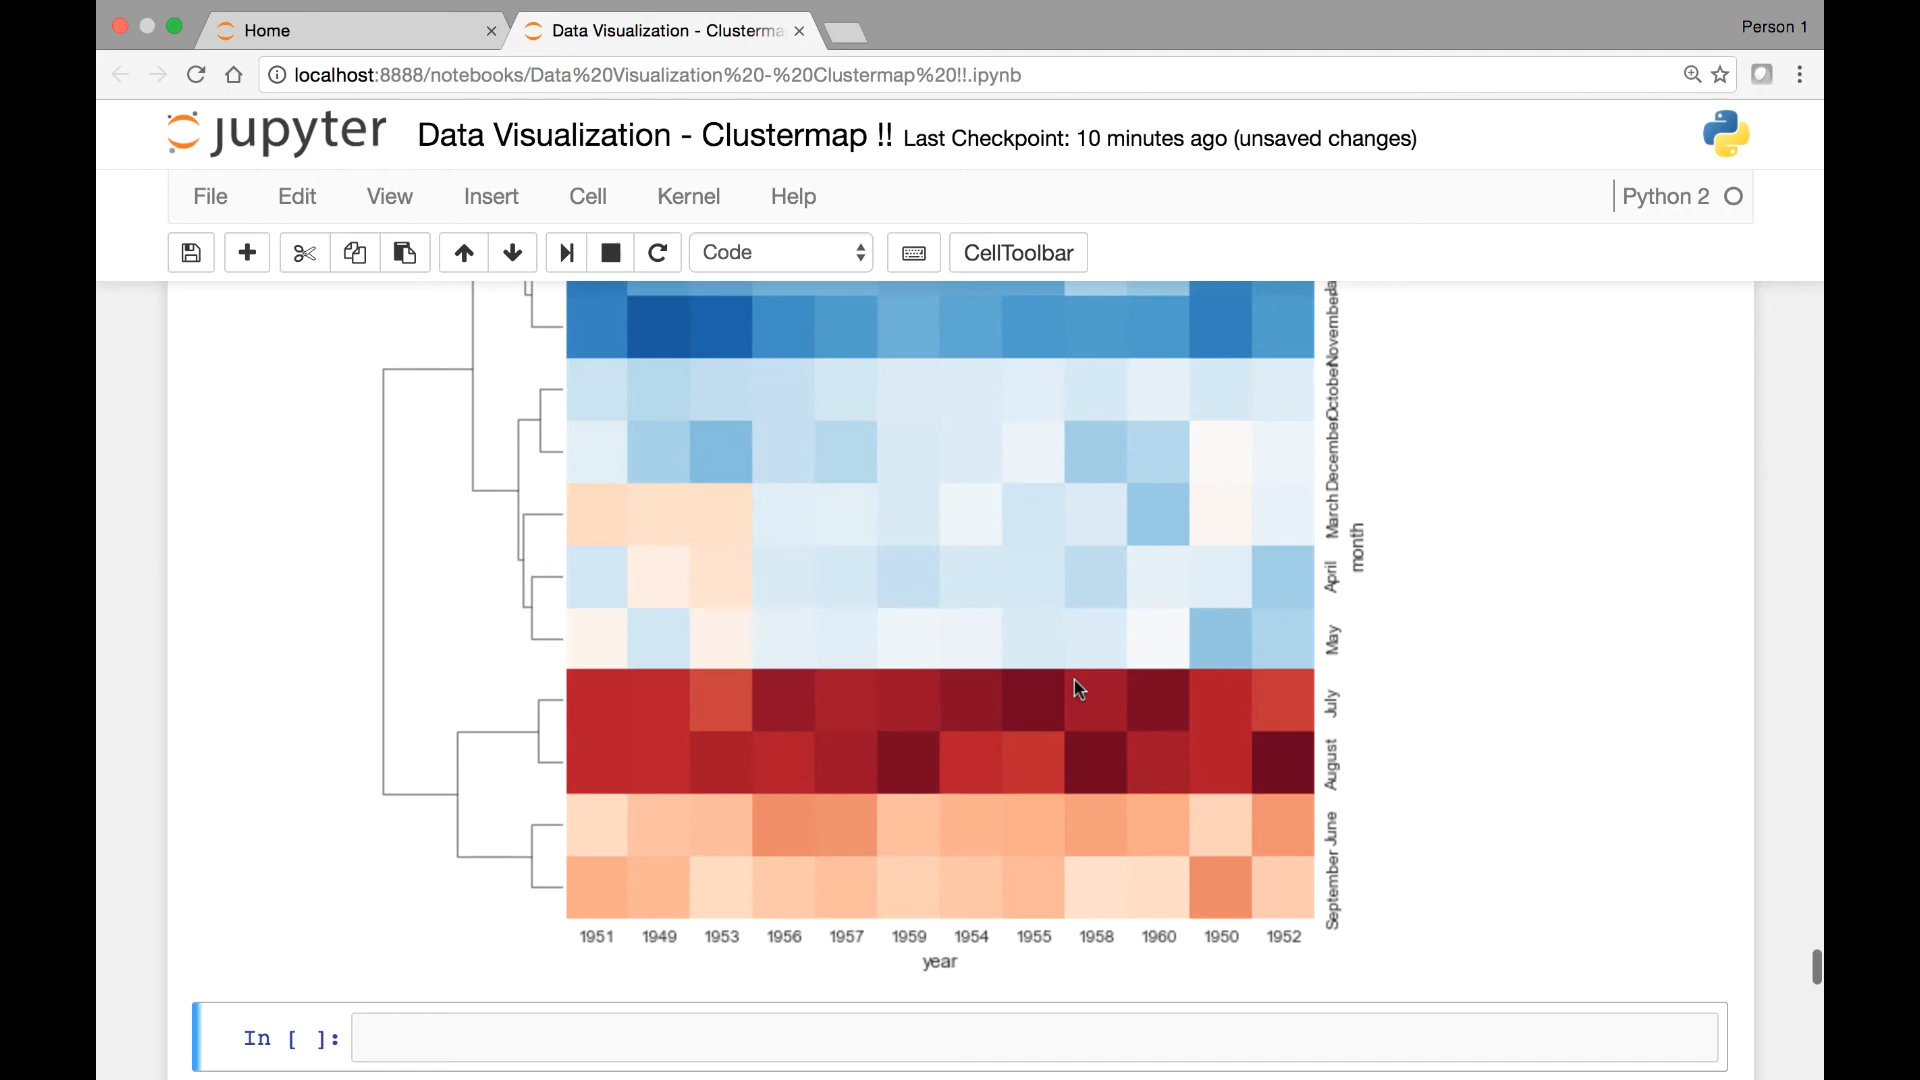 Home
Data Visualization - Clusterma
Person 1
localhost:8888/notebooks/Data%20Visualization%20-%20Clustermap%20!!.ipynb
jupyter
Data Visualization - Clustermap !! Last Checkpoint: 10 minutes ago (unsaved changes)
File Edit View Insert Cell Kernel Help
Python 2
Code
CellToolbar
November
October
December
March
April
May
July
August
June
September
month
1951 1949 1953 1956 1957 1959 1954 1955 1958 1960 1950 1952
year
In [ ]: